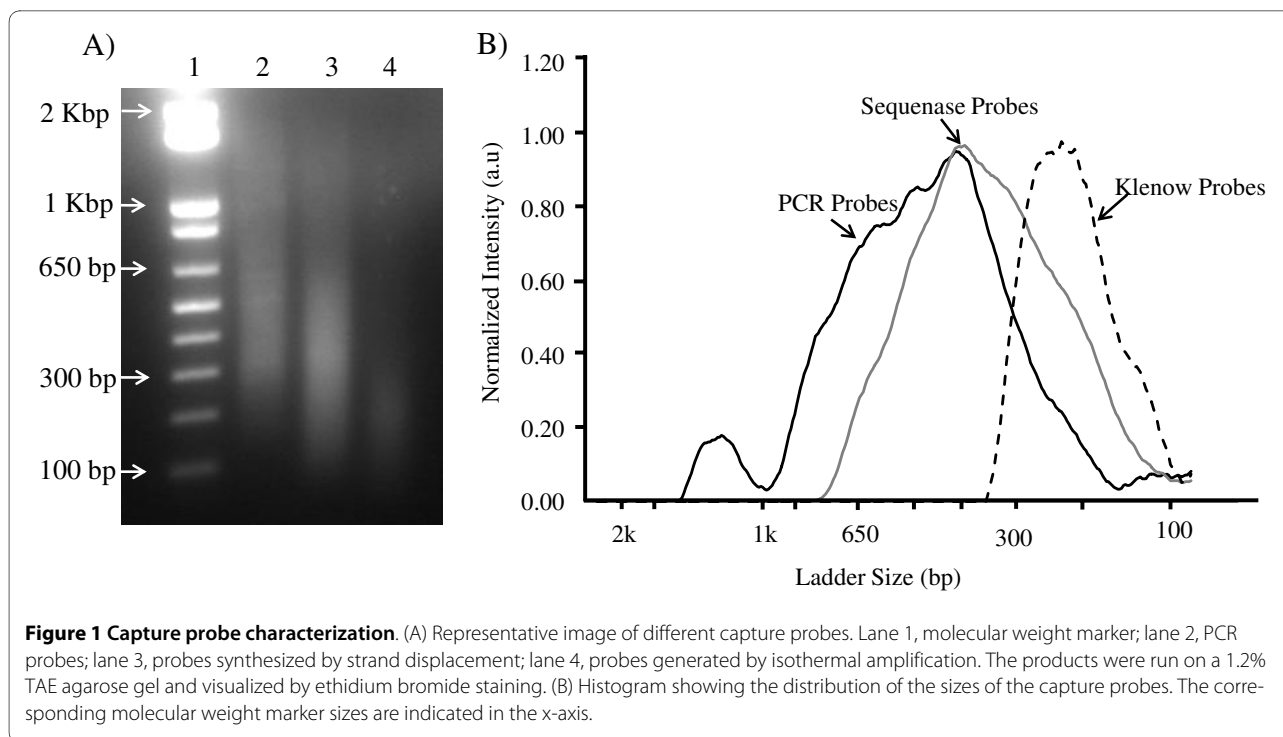 A)
1 2 3 4
2 Kbp
1 Kbp
650 bp
300 bp
100 bp
B)
1.20
1.00
0.80
0.60
0.40
0.20
0.00
Normalized Intensity (a.u)
Sequenase Probes
PCR Probes
Klenow Probes
2k 1k 650 300 100
Ladder Size (bp)
Figure 1 Capture probe characterization. (A) Representative image of different capture probes. Lane 1, molecular weight marker; lane 2, PCR
probes; lane 3, probes synthesized by strand displacement; lane 4, probes generated by isothermal amplification. The products were run on a 1.2%
TAE agarose gel and visualized by ethidium bromide staining. (B) Histogram showing the distribution of the sizes of the capture probes. The corre-
sponding molecular weight marker sizes are indicated in the x-axis.